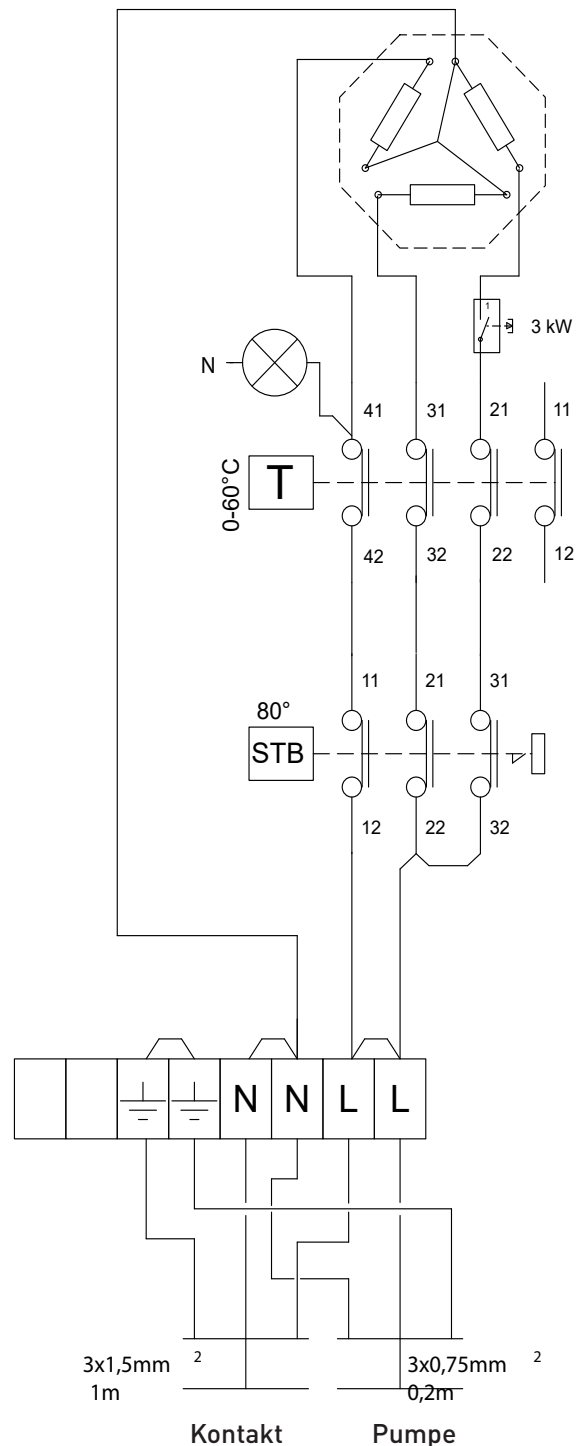 1
3 kW
N
41 31 21 11
0-60°C
T
42 32 22 12
11 21 31
80°
STB
12 22 32
N N L L
3x1,5mm 2
1m
3x0,75mm 2
0,2m
Kontakt Pumpe